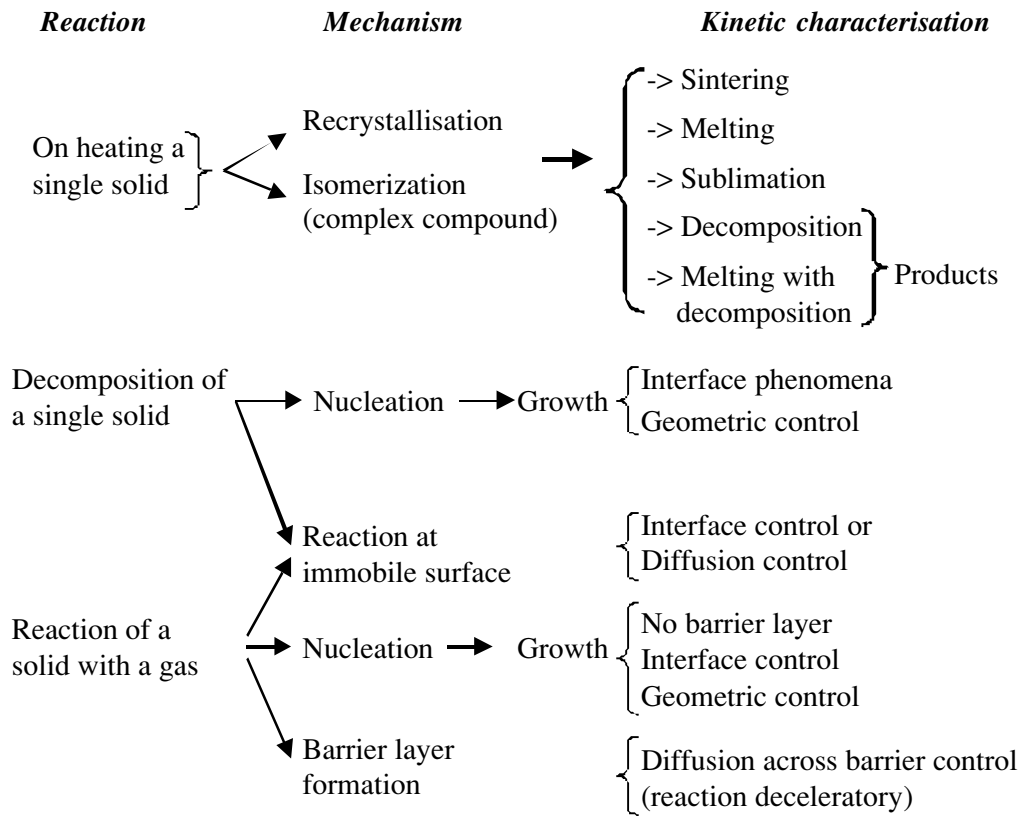 Reaction Mechanism Kinetic characterisation
On heating a
single solid
Recrystallisation
Isomerization
(complex compound)
-> Sintering
-> Melting
-> Sublimation
-> Decomposition
-> Melting with
decomposition
Products
Decomposition of
a single solid
Nucleation
Growth
Interface phenomena
Geometric control
Reaction at
immobile surface
Interface control or
Diffusion control
Reaction of a
solid with a gas
Nucleation
Growth
No barrier layer
Interface control
Geometric control
Barrier layer
formation
Diffusion across barrier control
(reaction deceleratory)